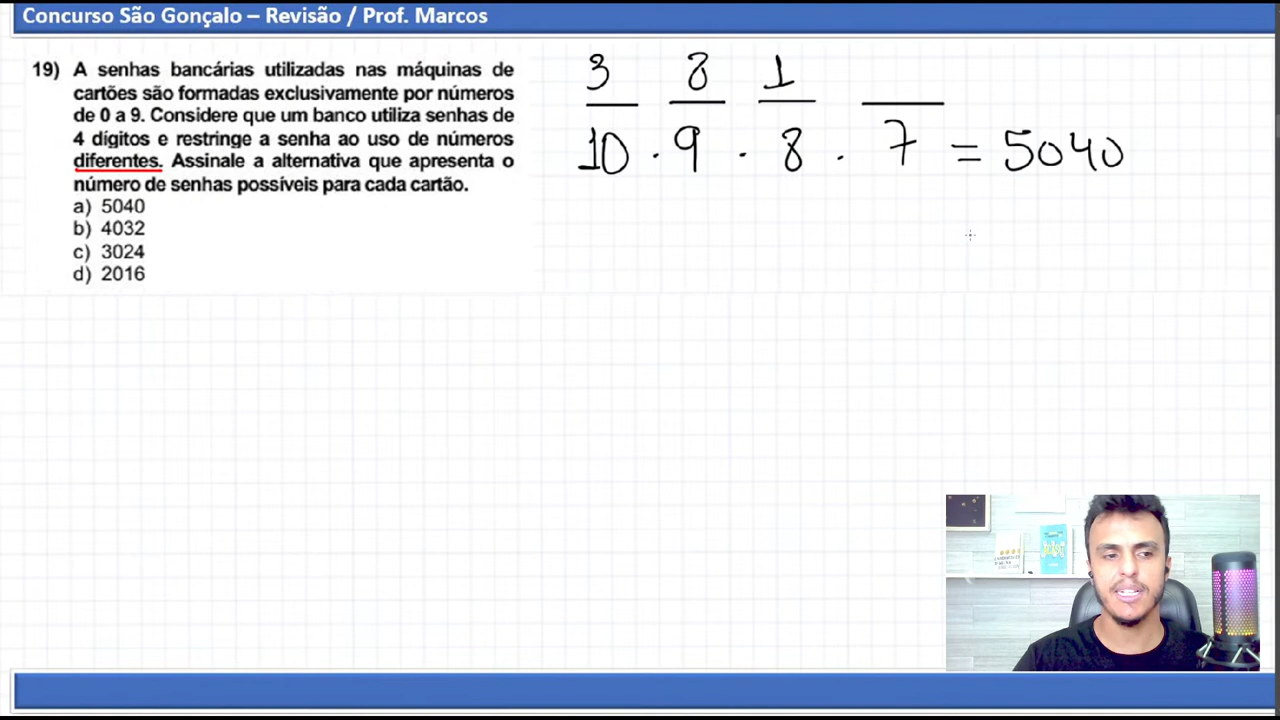 Concurso São Gonçalo – Revisão / Prof. Marcos
19) A senhas bancárias utilizadas nas máquinas de
cartões são formadas exclusivamente por números
de 0 a 9. Considere que um banco utiliza senhas de
4 dígitos e restringe a senha ao uso de números
diferentes. Assinale a alternativa que apresenta o
número de senhas possíveis para cada cartão.
a) 5040
b) 4032
c) 3024
d) 2016
3 8 1
10 . 9 . 8 . 7 = 5040